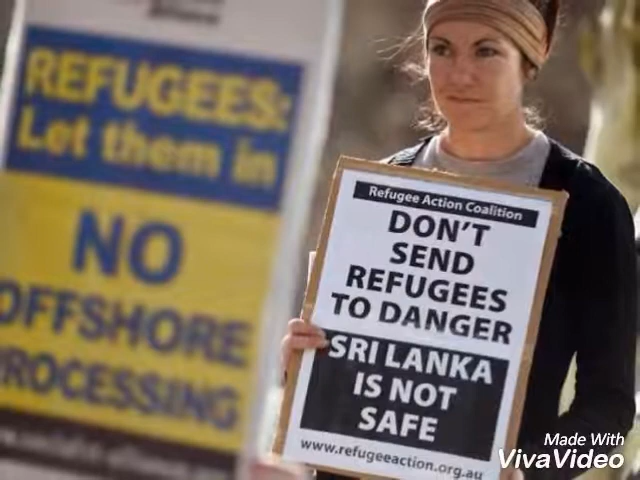 REFUGEES:
Let them in
NO
OFFSHORE
PROCESSING
Refugee Action Coalition
DON'T
SEND
REFUGEES
TO DANGER
SRI LANKA
IS NOT
SAFE
www.refugeeaction.org.au
Made With
VivaVideo